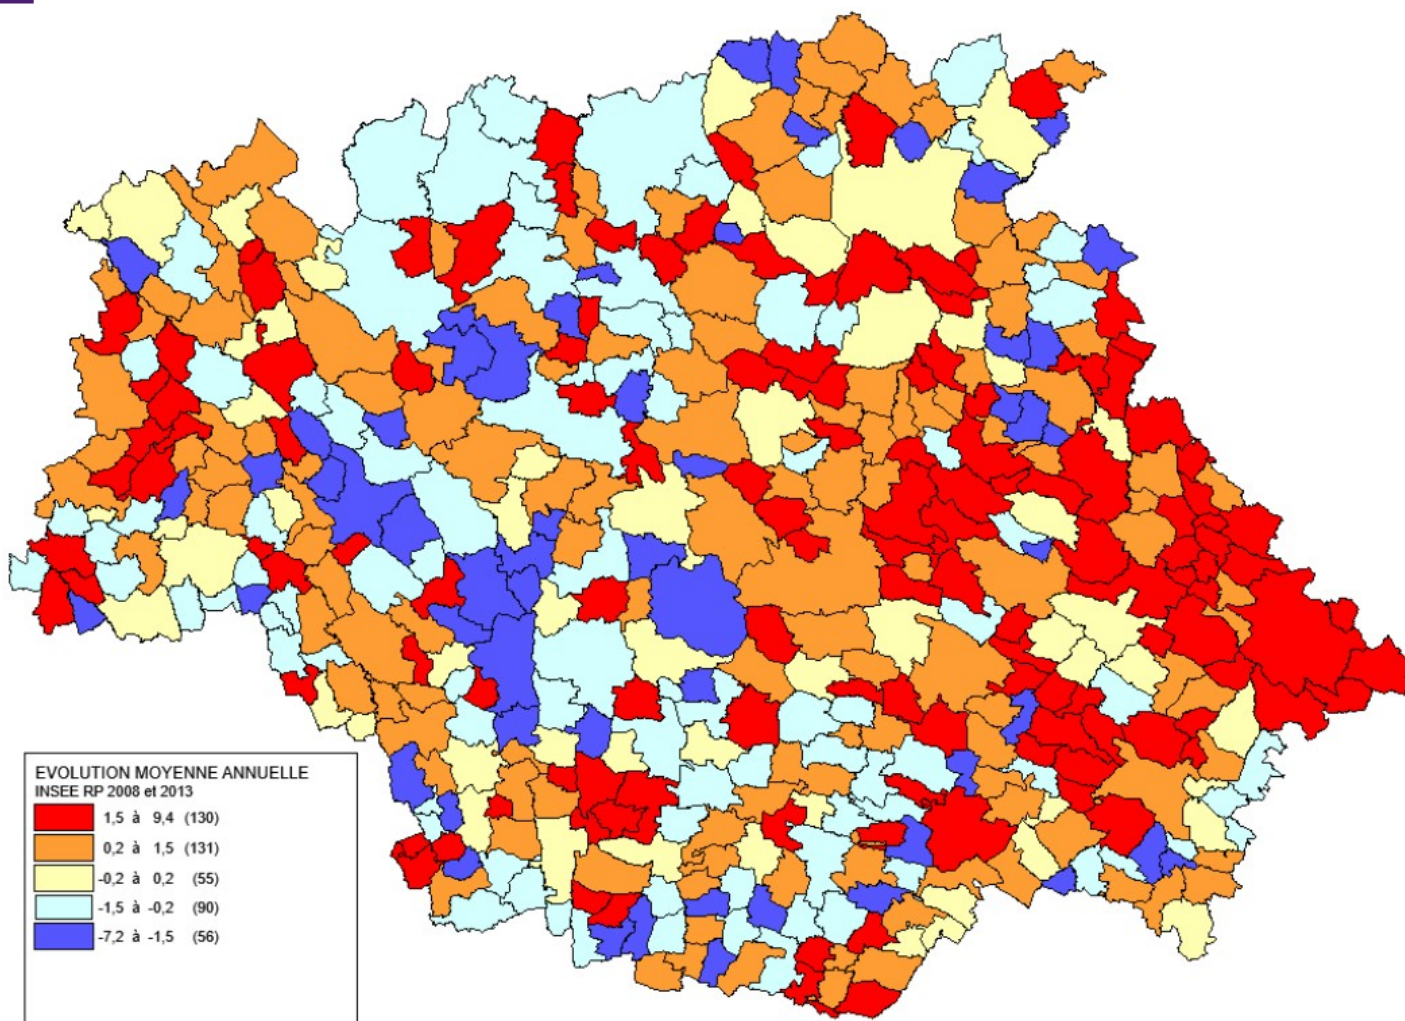 EVOLUTION MOYENNE ANNUELLE
INSEE RP 2008 et 2013
1,5 à 9,4 (130)
0,2 à 1,5 (131)
-0,2 à 0,2 (55)
-1,5 à -0,2 (90)
-7,2 à -1,5 (56)